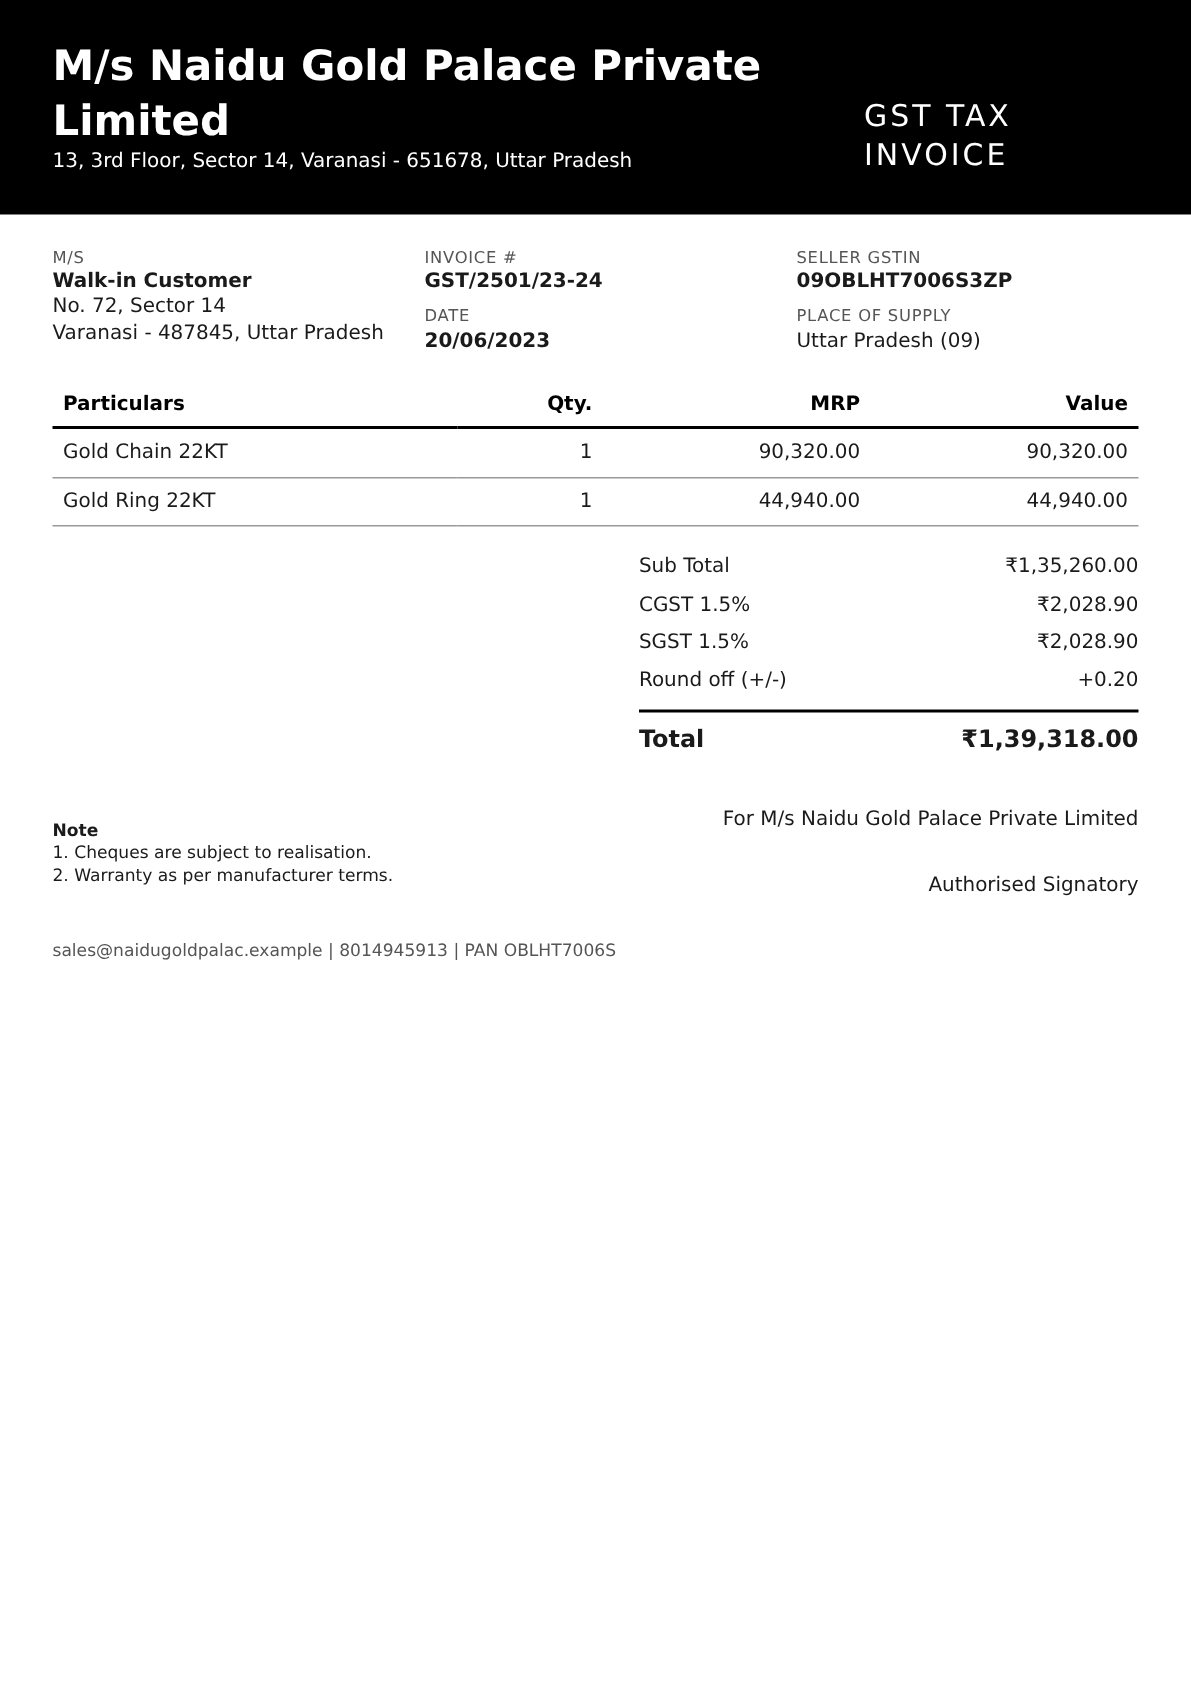 M/s Naidu Gold Palace Private
Limited
13, 3rd Floor, Sector 14, Varanasi - 651678, Uttar Pradesh
GST TAX
INVOICE
M/S
Walk-in Customer
No. 72, Sector 14
Varanasi - 487845, Uttar Pradesh
INVOICE #
GST/2501/23-24
DATE
20/06/2023
SELLER GSTIN
09OBLHT7006S3ZP
PLACE OF SUPPLY
Uttar Pradesh (09)
Particulars Qty. MRP Value
Gold Chain 22KT 1 90,320.00 90,320.00
Gold Ring 22KT 1 44,940.00 44,940.00
Sub Total ₹1,35,260.00
CGST 1.5% ₹2,028.90
SGST 1.5% ₹2,028.90
Round off (+/-) +0.20
Total ₹1,39,318.00
Note
1. Cheques are subject to realisation.
2. Warranty as per manufacturer terms.
For M/s Naidu Gold Palace Private Limited
Authorised Signatory
sales@naidugoldpalac.example | 8014945913 | PAN OBLHT7006S